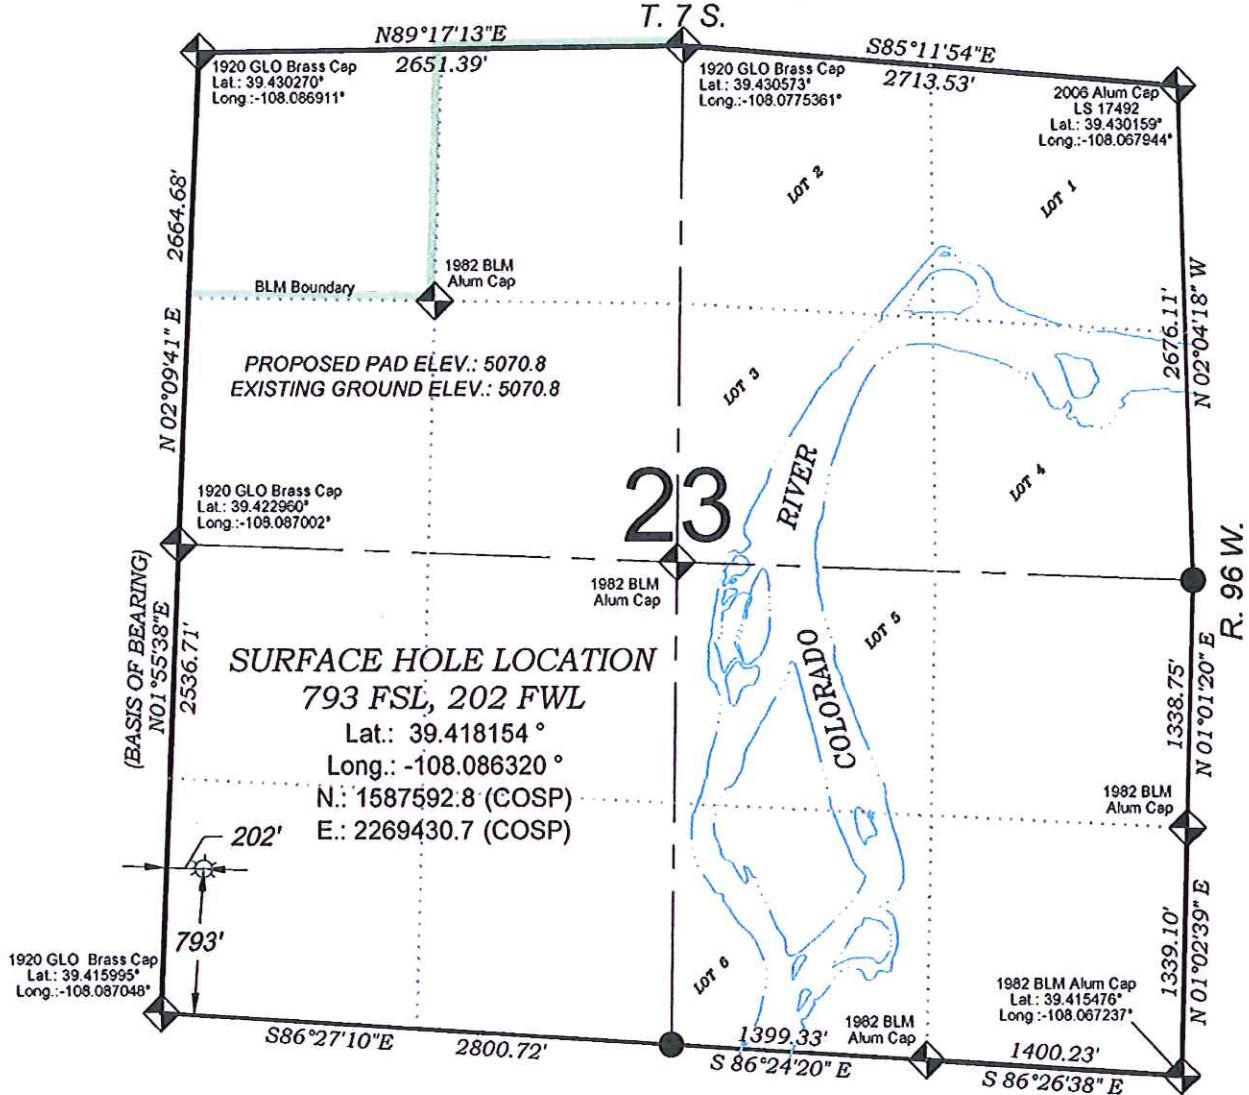 T. 7 S.
N89°17'13"E
2651.39'
S85°11'54"E
2713.53'
1920 GLO Brass Cap
Lat.: 39.430270°
Long.:-108.086911°
1920 GLO Brass Cap
Lat.: 39.430573°
Long.:-108.0775361°
2006 Alum Cap
LS 17492
Lat.: 39.430159°
Long.:-108.067944°
LOT 2
LOT 1
2664.68'
N 02°09'41" E
BLM Boundary
1982 BLM
Alum Cap
2676.11'
N 02°04'18" W
PROPOSED PAD ELEV.: 5070.8
EXISTING GROUND ELEV.: 5070.8
LOT 3
LOT 4
1920 GLO Brass Cap
Lat.: 39.422960°
Long.:-108.087002°
23
RIVER
R. 96 W.
1982 BLM
Alum Cap
LOT 5
(BASIS OF BEARING)
N01°55'38"E
2536.71'
SURFACE HOLE LOCATION
793 FSL, 202 FWL
Lat.: 39.418154 °
Long.: -108.086320 °
N.: 1587592.8 (COSP)
E.: 2269430.7 (COSP)
COLORADO
1338.75'
N 01°01'20" E
1982 BLM
Alum Cap
202'
793'
1920 GLO Brass Cap
Lat.: 39.415995°
Long.:-108.087048°
LOT 6
1339.10'
N 01°02'39" E
1982 BLM Alum Cap
Lat.: 39.415476°
Long.:-108.067237°
S86°27'10"E
2800.72'
1399.33'
S 86°24'20" E
1982 BLM
Alum Cap
1400.23'
S 86°26'38" E